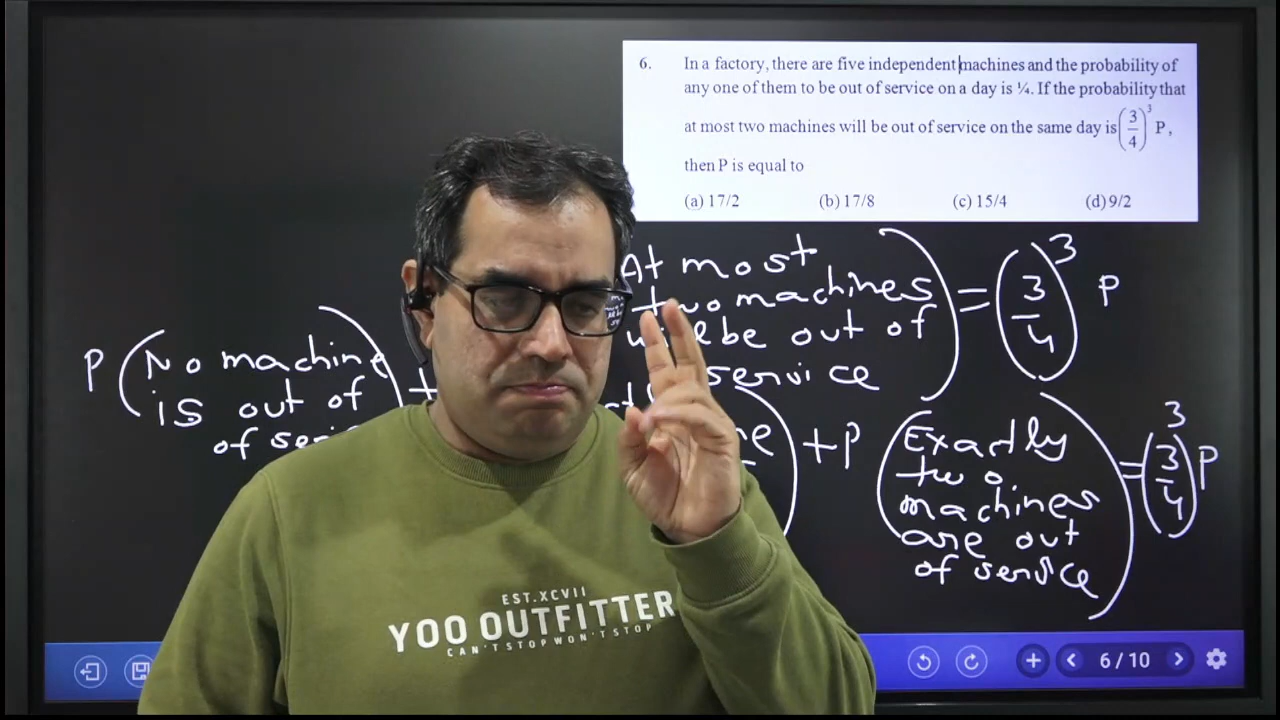 6. In a factory, there are five independent machines and the probability of
any one of them to be out of service on a day is ¼. If the probability that
at most two machines will be out of service on the same day is (3/4)³ P,
then P is equal to
(a) 17/2 (b) 17/8 (c) 15/4 (d) 9/2
At most
two machines
will be out of
service
= (3/4)³ P
P (No machine
is out of
of servi
+
+ P
(Exactly
two
machines
are out
of service)
= (3/4)³ P
EST.XCVII
YOO OUTFITTER
CAN'T STOP WON'T STOP
6 / 10